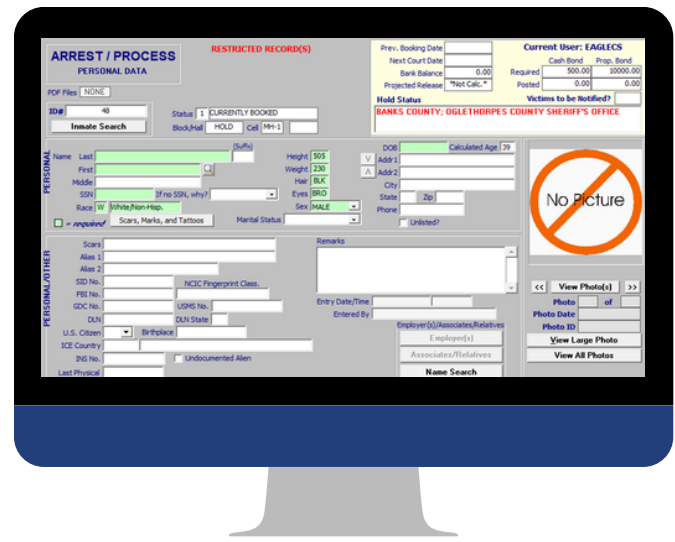 ARREST / PROCESS
PERSONAL DATA
RESTRICTED RECORD(S)
Prev. Booking Date
Next Court Date
Bank Balance 0.00
Projected Release "Not Calc."
Current User: EAGLECS
Cash Bond Prop. Bond
Required 500.00 10000.00
Posted 0.00 0.00
PDF Files NONE
Hold Status
Victims to be Notified?
BANKS COUNTY; OGLETHORPES COUNTY SHERIFF'S OFFICE
ID# 48
Inmate Search
Status 1 CURRENTLY BOOKED
Block/Hall HOLD Cell MH-1
PERSONAL
(Suffix)
Name Last
First
Middle
SSN If no SSN, why?
Race W White/Non-Hisp.
= required
Scars, Marks, and Tattoos
Marital Status
Height 505
Weight 230
Hair BLK
Eyes BRO
Sex MALE
DOB Calculated Age 39
V Addr1
A Addr2
City
State Zip
Phone
Unlisted?
No Picture
PERSONAL/OTHER
Scars
Alias 1
Alias 2
SID No.
NCIC Fingerprint Class.
FBI No.
GDC No. USMS No.
DLN DLN State
U.S. Citizen Birthplace
ICE Country
INS No. Undocumented Alien
Last Physical
Remarks
Entry Date/Time
Entered By
Employer(s)/Associates/Relatives
Employer(s)
Associates/Relatives
Name Search
<< View Photo(s) >>
Photo of
Photo Date
Photo ID
View Large Photo
View All Photos